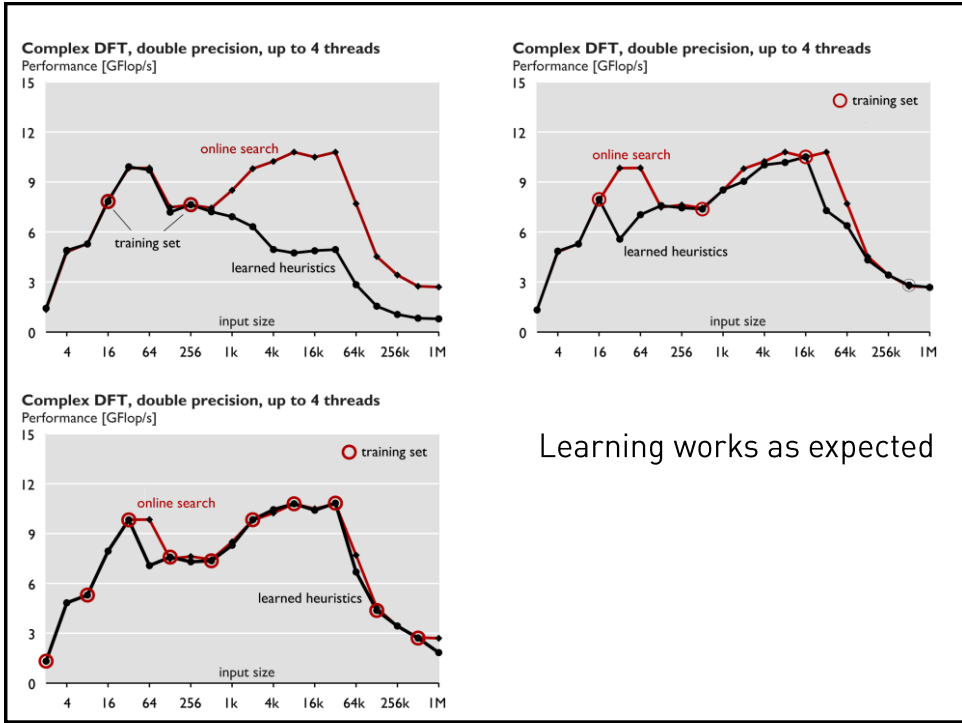 Complex DFT, double precision, up to 4 threads
Performance [GFlop/s]
15
12
9
6
3
0
online search
training set
learned heuristics
input size
4 16 64 256 1k 4k 16k 64k 256k 1M
Complex DFT, double precision, up to 4 threads
Performance [GFlop/s]
15
training set
12
online search
9
6
learned heuristics
3
input size
0
4 16 64 256 1k 4k 16k 64k 256k 1M
Complex DFT, double precision, up to 4 threads
Performance [GFlop/s]
15
training set
12
online search
9
6
learned heuristics
3
input size
0
4 16 64 256 1k 4k 16k 64k 256k 1M
Learning works as expected